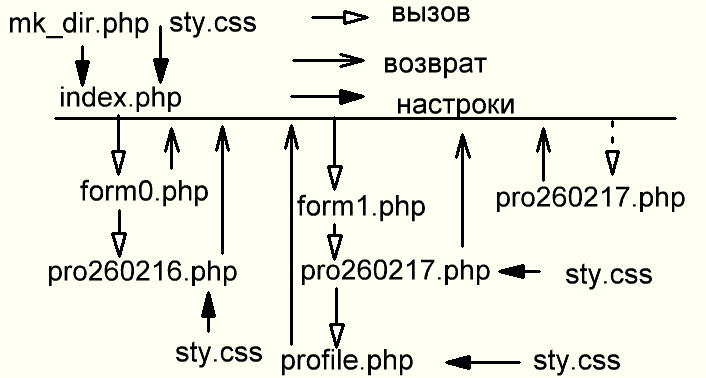 mk_dir.php sty.css вызов
возврат
index.php настроки
form0.php form1.php pro260217.php
pro260216.php pro260217.php sty.css
sty.css profile.php sty.css